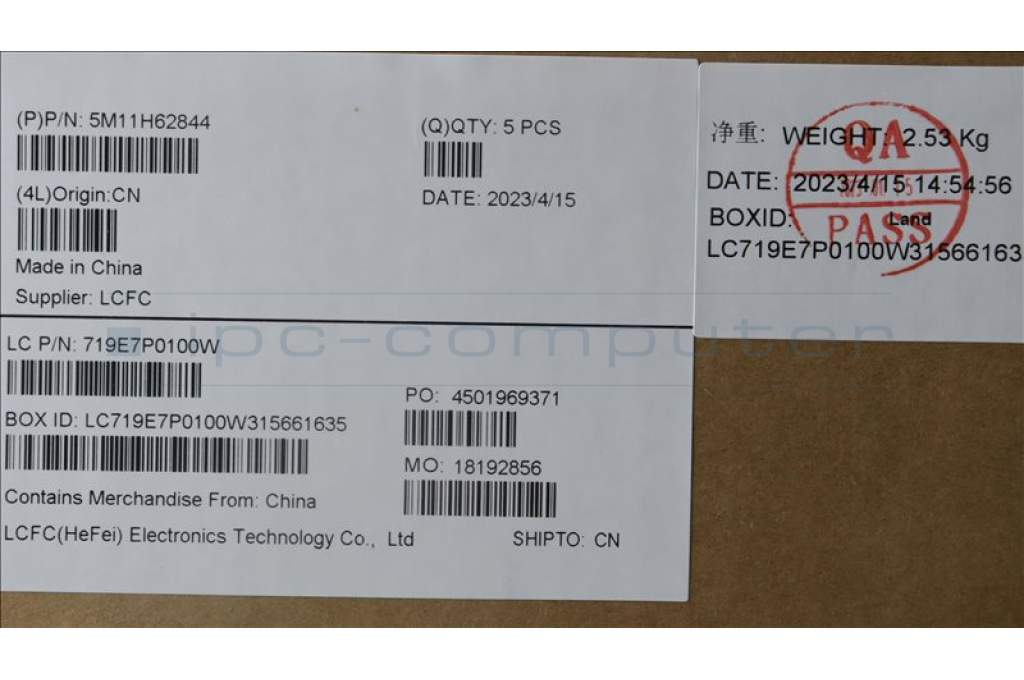 (P)P/N: 5M11H62844
(Q)QTY: 5 PCS
(4L)Origin:CN
DATE: 2023/4/15
Made in China
Supplier: LCFC
LC P/N: 719E7P0100W
BOX ID: LC719E7P0100W315661635
PO: 4501969371
MO: 18192856
Contains Merchandise From: China
LCFC(HeFei) Electronics Technology Co., Ltd
SHIPTO: CN
净重: WEIGHT: 2.53 Kg
DATE: 2023/4/15 14:54:56
BOXID:
Land
LC719E7P0100W31566163
QA
PASS
ipc-computer